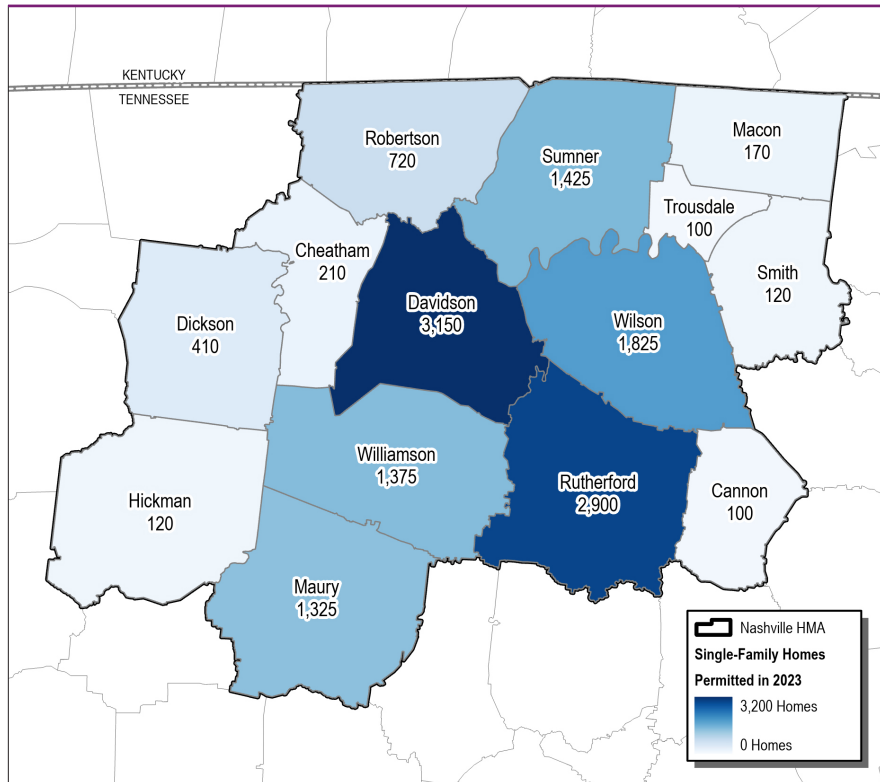 KENTUCKY
TENNESSEE
Robertson
720
Sumner
1,425
Macon
170
Trousdale
100
Cheatham
210
Smith
120
Davidson
3,150
Dickson
410
Wilson
1,825
Williamson
1,375
Rutherford
2,900
Cannon
100
Hickman
120
Maury
1,325
Nashville HMA
Single-Family Homes
Permitted in 2023
3,200 Homes
0 Homes